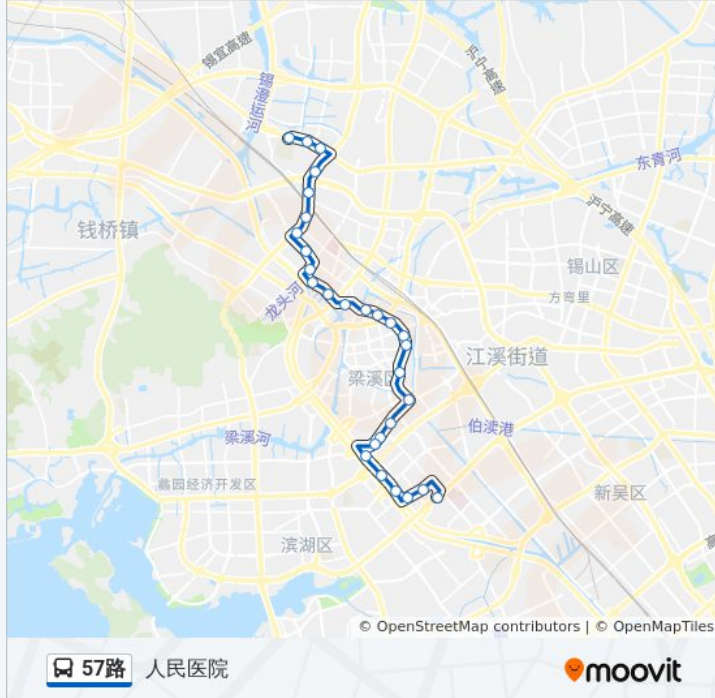 锡宜高速
沪宁高速
锡澄运河
东青河
沪宁高速
钱桥镇
锡山区
方弯里
龙头河
江溪街道
梁溪区
伯渎港
梁溪河
蠡园经济开发区
新吴区
滨湖区
© OpenStreetMap contributors | © OpenMapTiles
57路 人民医院
moovit